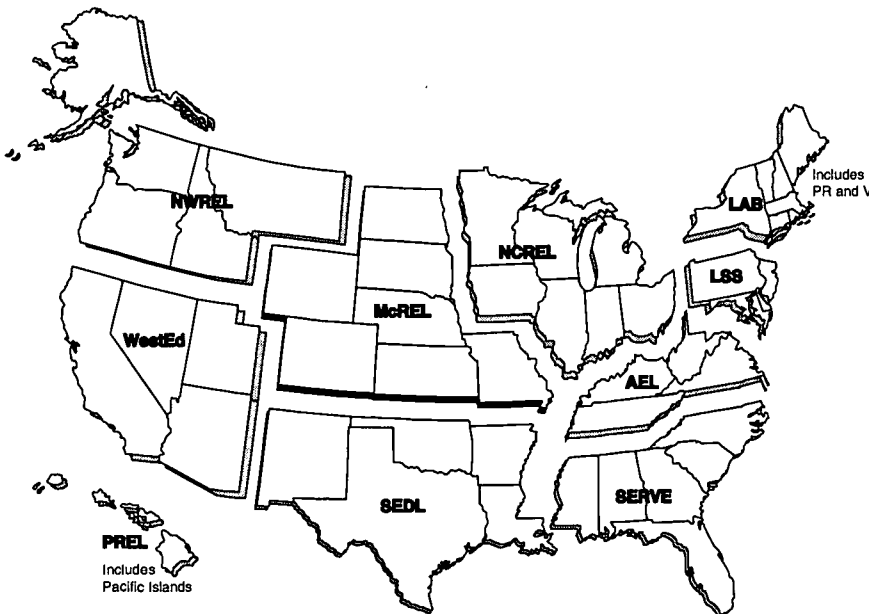 NWREL
WestEd
McREL
NCREL
LAB
Includes
PR and V
LSS
AEL
SERVE
SEDL
PREL
Includes
Pacific Islands